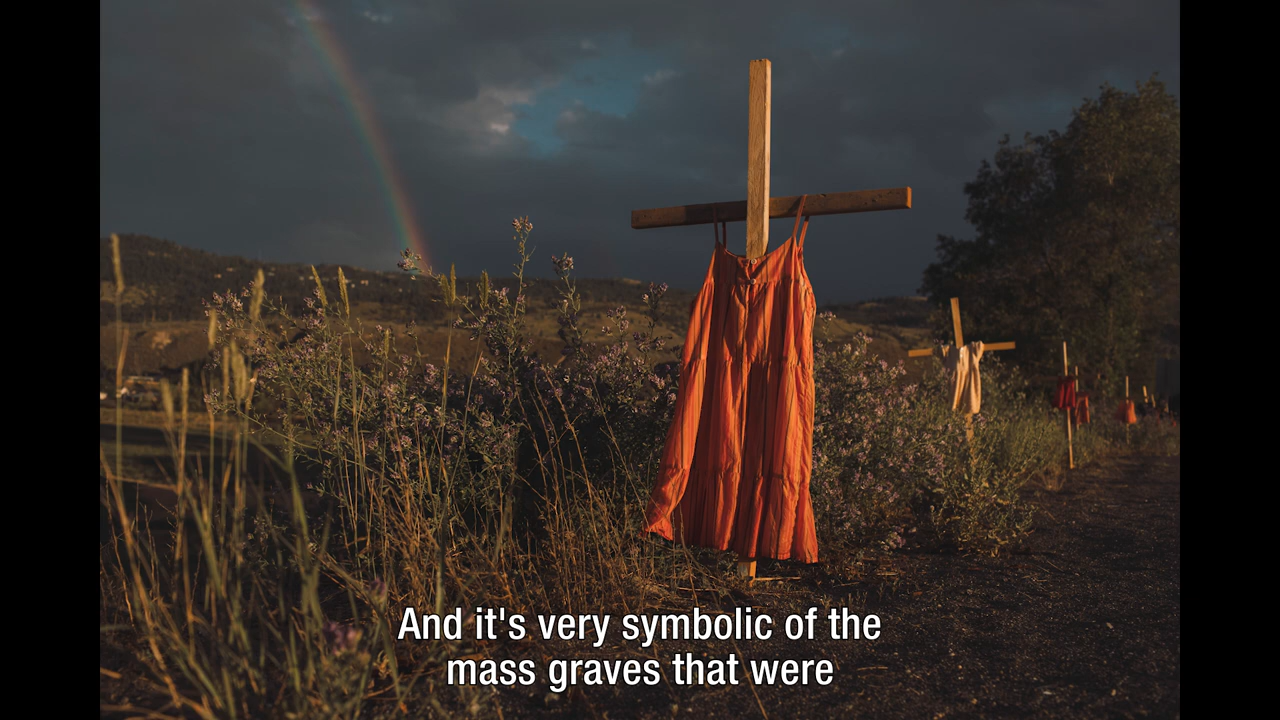 And it's very symbolic of the
mass graves that were